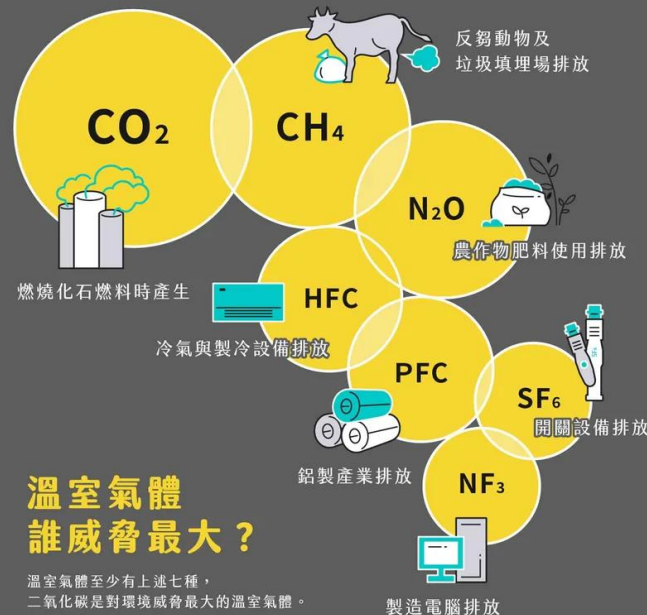 反芻動物及
垃圾填埋場排放
CO2
CH4
N2O
農作物肥料使用排放
燃燒化石燃料時產生
HFC
冷氣與製冷設備排放
PFC
SF6
開關設備排放
鋁製產業排放
NF3
製造電腦排放
溫室氣體
誰威脅最大？
溫室氣體至少有上述七種，
二氧化碳是對環境威脅最大的溫室氣體。